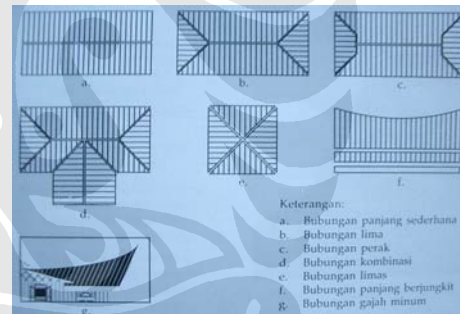 a.
b.
c.
d.
e.
f.
g.
Keterangan:
a. Bubungan panjang sederhana
b. Bubungan lima
c. Bubungan perak
d. Bubungan kombinasi
e. Bubungan limas
f. Bubungan panjang berjungkit
g. Bubungan gajah minum